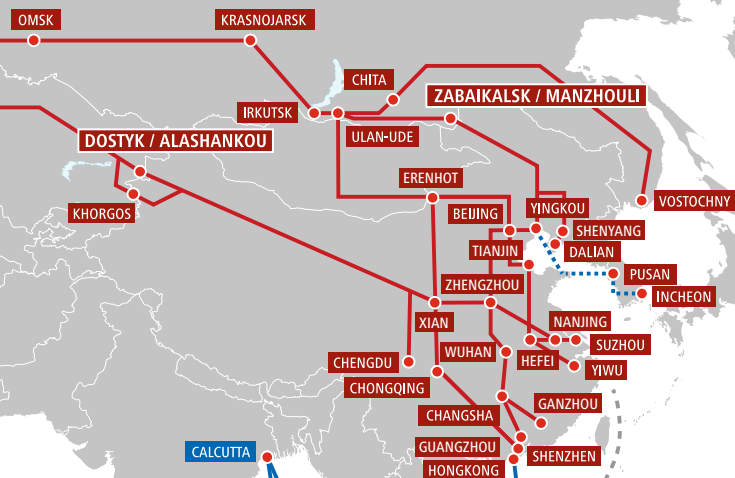 OMSK
KRASNOJARSK
CHITA
ZABAIKALSK / MANZHOULI
IRKUTSK
ULAN-UDE
DOSTYK / ALASHANKOU
ERENHOT
KHORGOS
BEIJING
YINGKOU
VOSTOCHNY
SHENYANG
TIANJIN
DALIAN
PUSAN
ZHENGZHOU
INCHEON
XIAN
NANJING
WUHAN
HEFEI
SUZHOU
CHENGDU
YIWU
CHONGQING
CHANGSHA
GANZHOU
GUANGZHOU
CALCUTTA
SHENZHEN
HONGKONG